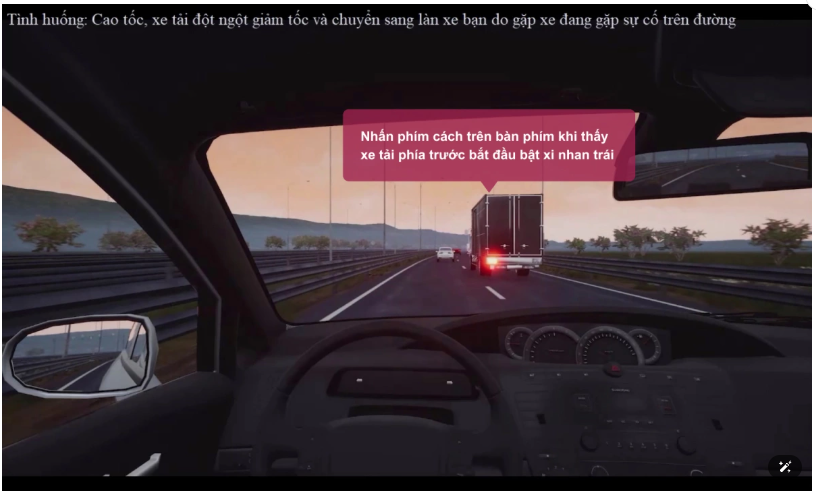 Tình huống: Cao tốc, xe tải đột ngột giảm tốc và chuyển sang làn xe bạn do gặp xe đang gặp sự cố trên đường
Nhấn phím cách trên bàn phím khi thấy
xe tải phía trước bắt đầu bật xi nhan trái